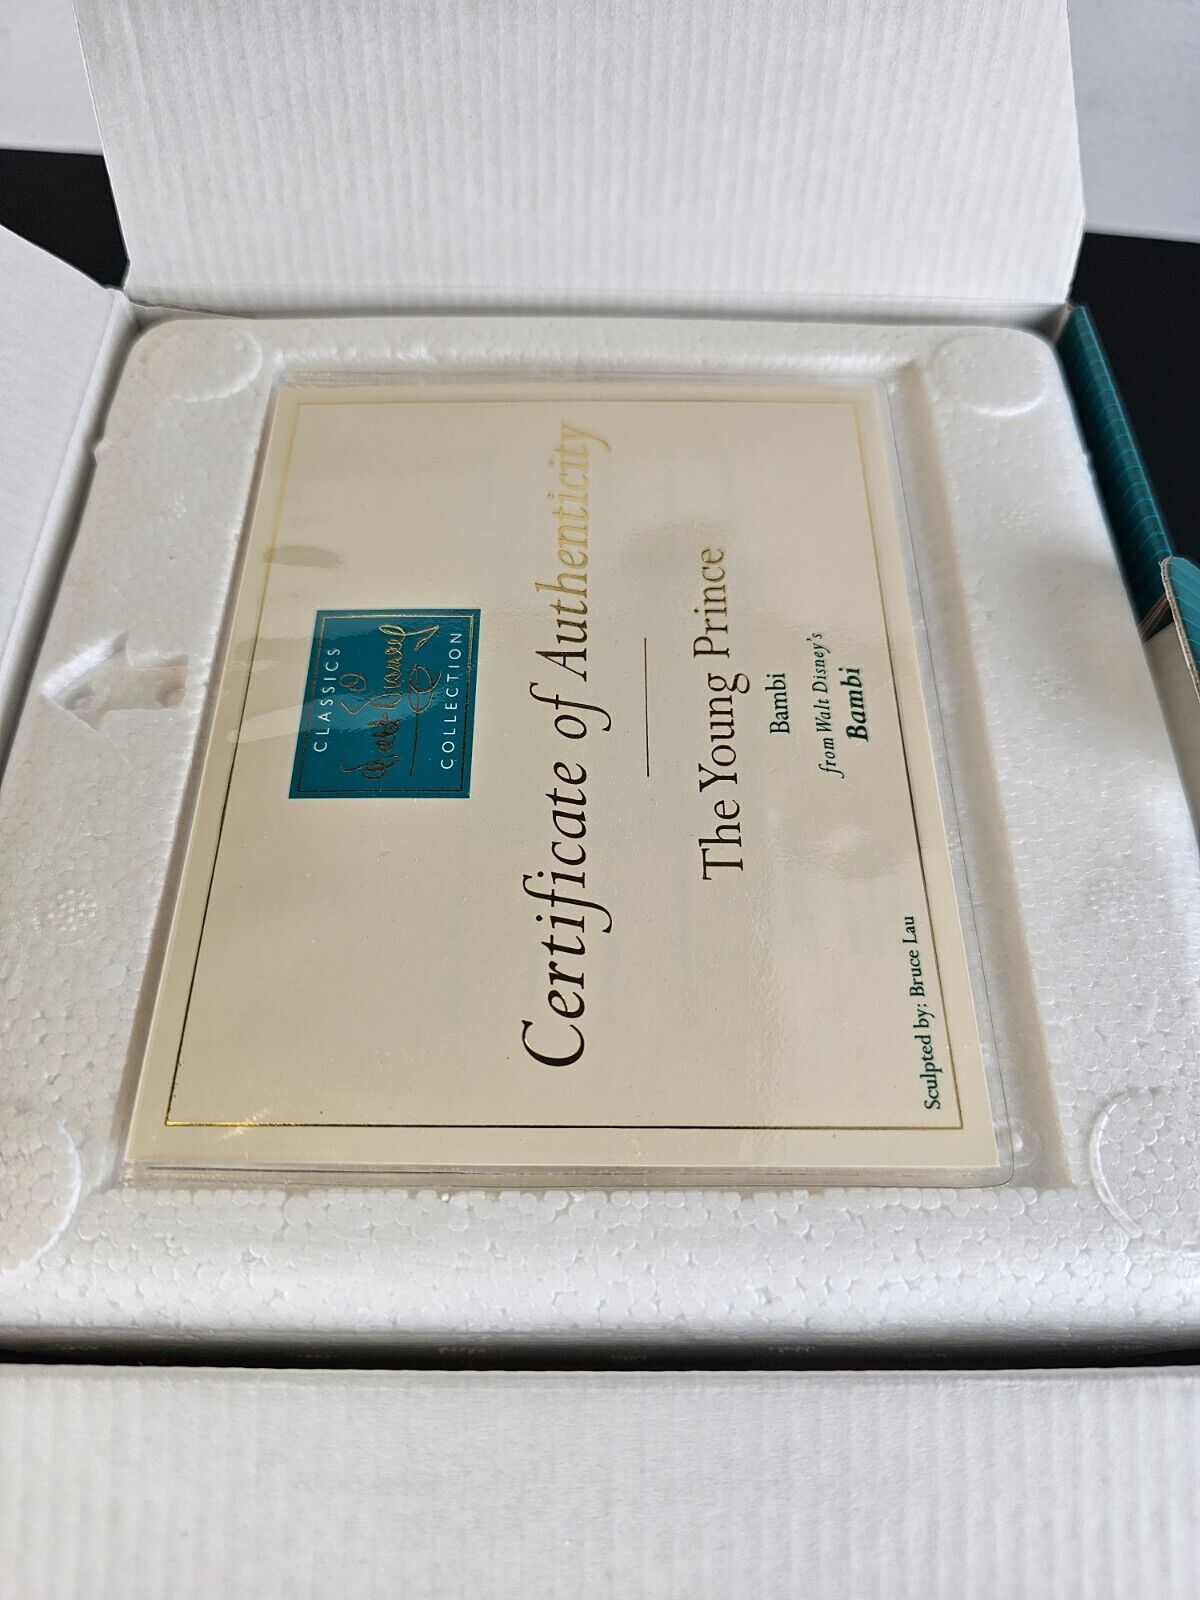 CLASSICS
Walt Disney
COLLECTION
Certificate of Authenticity
The Young Prince
Bambi
from Walt Disney's
Bambi
Sculpted by: Bruce Lau